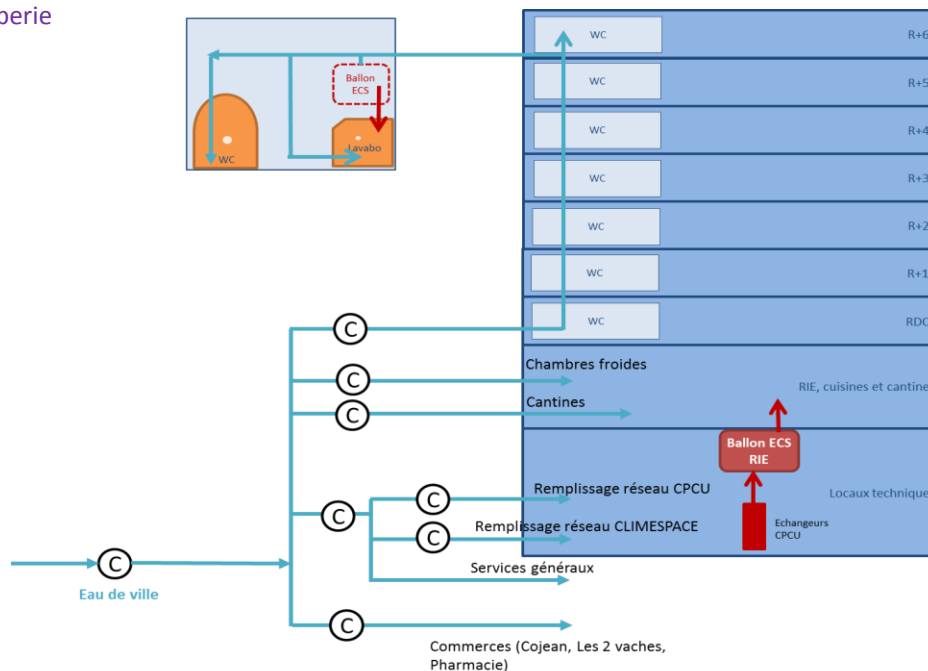 perie
WC
R+6
Ballon
ECS
WC
Lavabo
WC
R+5
WC
R+4
WC
R+3
WC
R+2
WC
R+1
WC
RDC
C
Chambres froides
C
RIE, cuisines et cantine
Cantines
C
Ballon ECS
RIE
C
Remplissage réseau CPCU
Locaux technique
C
C
Remplissage réseau CLIMESPACE
Echangeurs
CPCU
C
Services généraux
Eau de ville
C
Commerces (Cojean, Les 2 vaches,
Pharmacie)